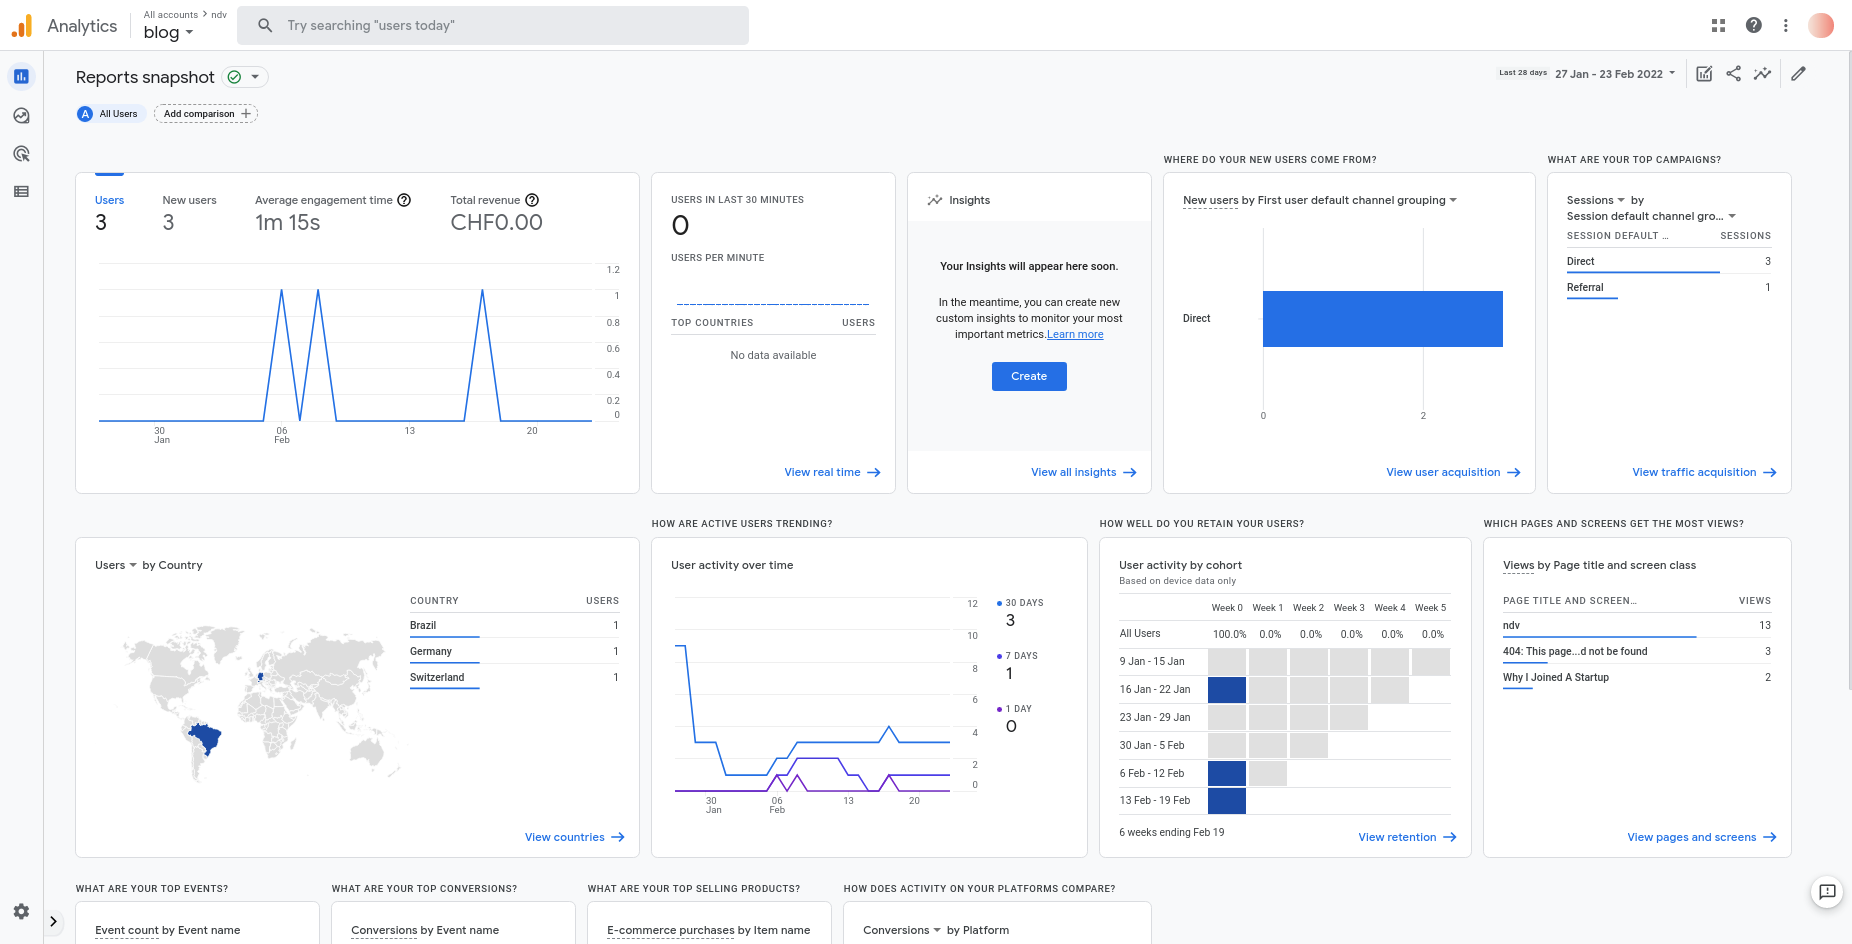 Analytics
All accounts > ndv
blog
Try searching "users today"
Reports snapshot
Last 28 days 27 Jan - 23 Feb 2022
A All Users
Add comparison
Users
3
New users
3
Average engagement time
1m 15s
Total revenue
CHF0.00
1.2
1
0.8
0.6
0.4
0.2
0
30
Jan
06
Feb
13
20
USERS IN LAST 30 MINUTES
0
USERS PER MINUTE
TOP COUNTRIES USERS
No data available
View real time
Insights
Your Insights will appear here soon.
In the meantime, you can create new
custom insights to monitor your most
important metrics.Learn more
Create
View all insights
WHERE DO YOUR NEW USERS COME FROM?
New users by First user default channel grouping
Direct
0 2
View user acquisition
WHAT ARE YOUR TOP CAMPAIGNS?
Sessions by
Session default channel gro...
SESSION DEFAULT ... SESSIONS
Direct 3
Referral 1
View traffic acquisition
Users by Country
COUNTRY USERS
Brazil 1
Germany 1
Switzerland 1
View countries
HOW ARE ACTIVE USERS TRENDING?
User activity over time
12
10
8
6
4
2
0
30
Jan
06
Feb
13
20
30 DAYS
3
7 DAYS
1
1 DAY
0
HOW WELL DO YOU RETAIN YOUR USERS?
User activity by cohort
Based on device data only
Week 0 Week 1 Week 2 Week 3 Week 4 Week 5
All Users 100.0% 0.0% 0.0% 0.0% 0.0% 0.0%
9 Jan - 15 Jan
16 Jan - 22 Jan
23 Jan - 29 Jan
30 Jan - 5 Feb
6 Feb - 12 Feb
13 Feb - 19 Feb
6 weeks ending Feb 19
View retention
WHICH PAGES AND SCREENS GET THE MOST VIEWS?
Views by Page title and screen class
PAGE TITLE AND SCREEN... VIEWS
ndv 13
404: This page...d not be found 3
Why I Joined A Startup 2
View pages and screens
WHAT ARE YOUR TOP EVENTS?
Event count by Event name
WHAT ARE YOUR TOP CONVERSIONS?
Conversions by Event name
WHAT ARE YOUR TOP SELLING PRODUCTS?
E-commerce purchases by Item name
HOW DOES ACTIVITY ON YOUR PLATFORMS COMPARE?
Conversions by Platform